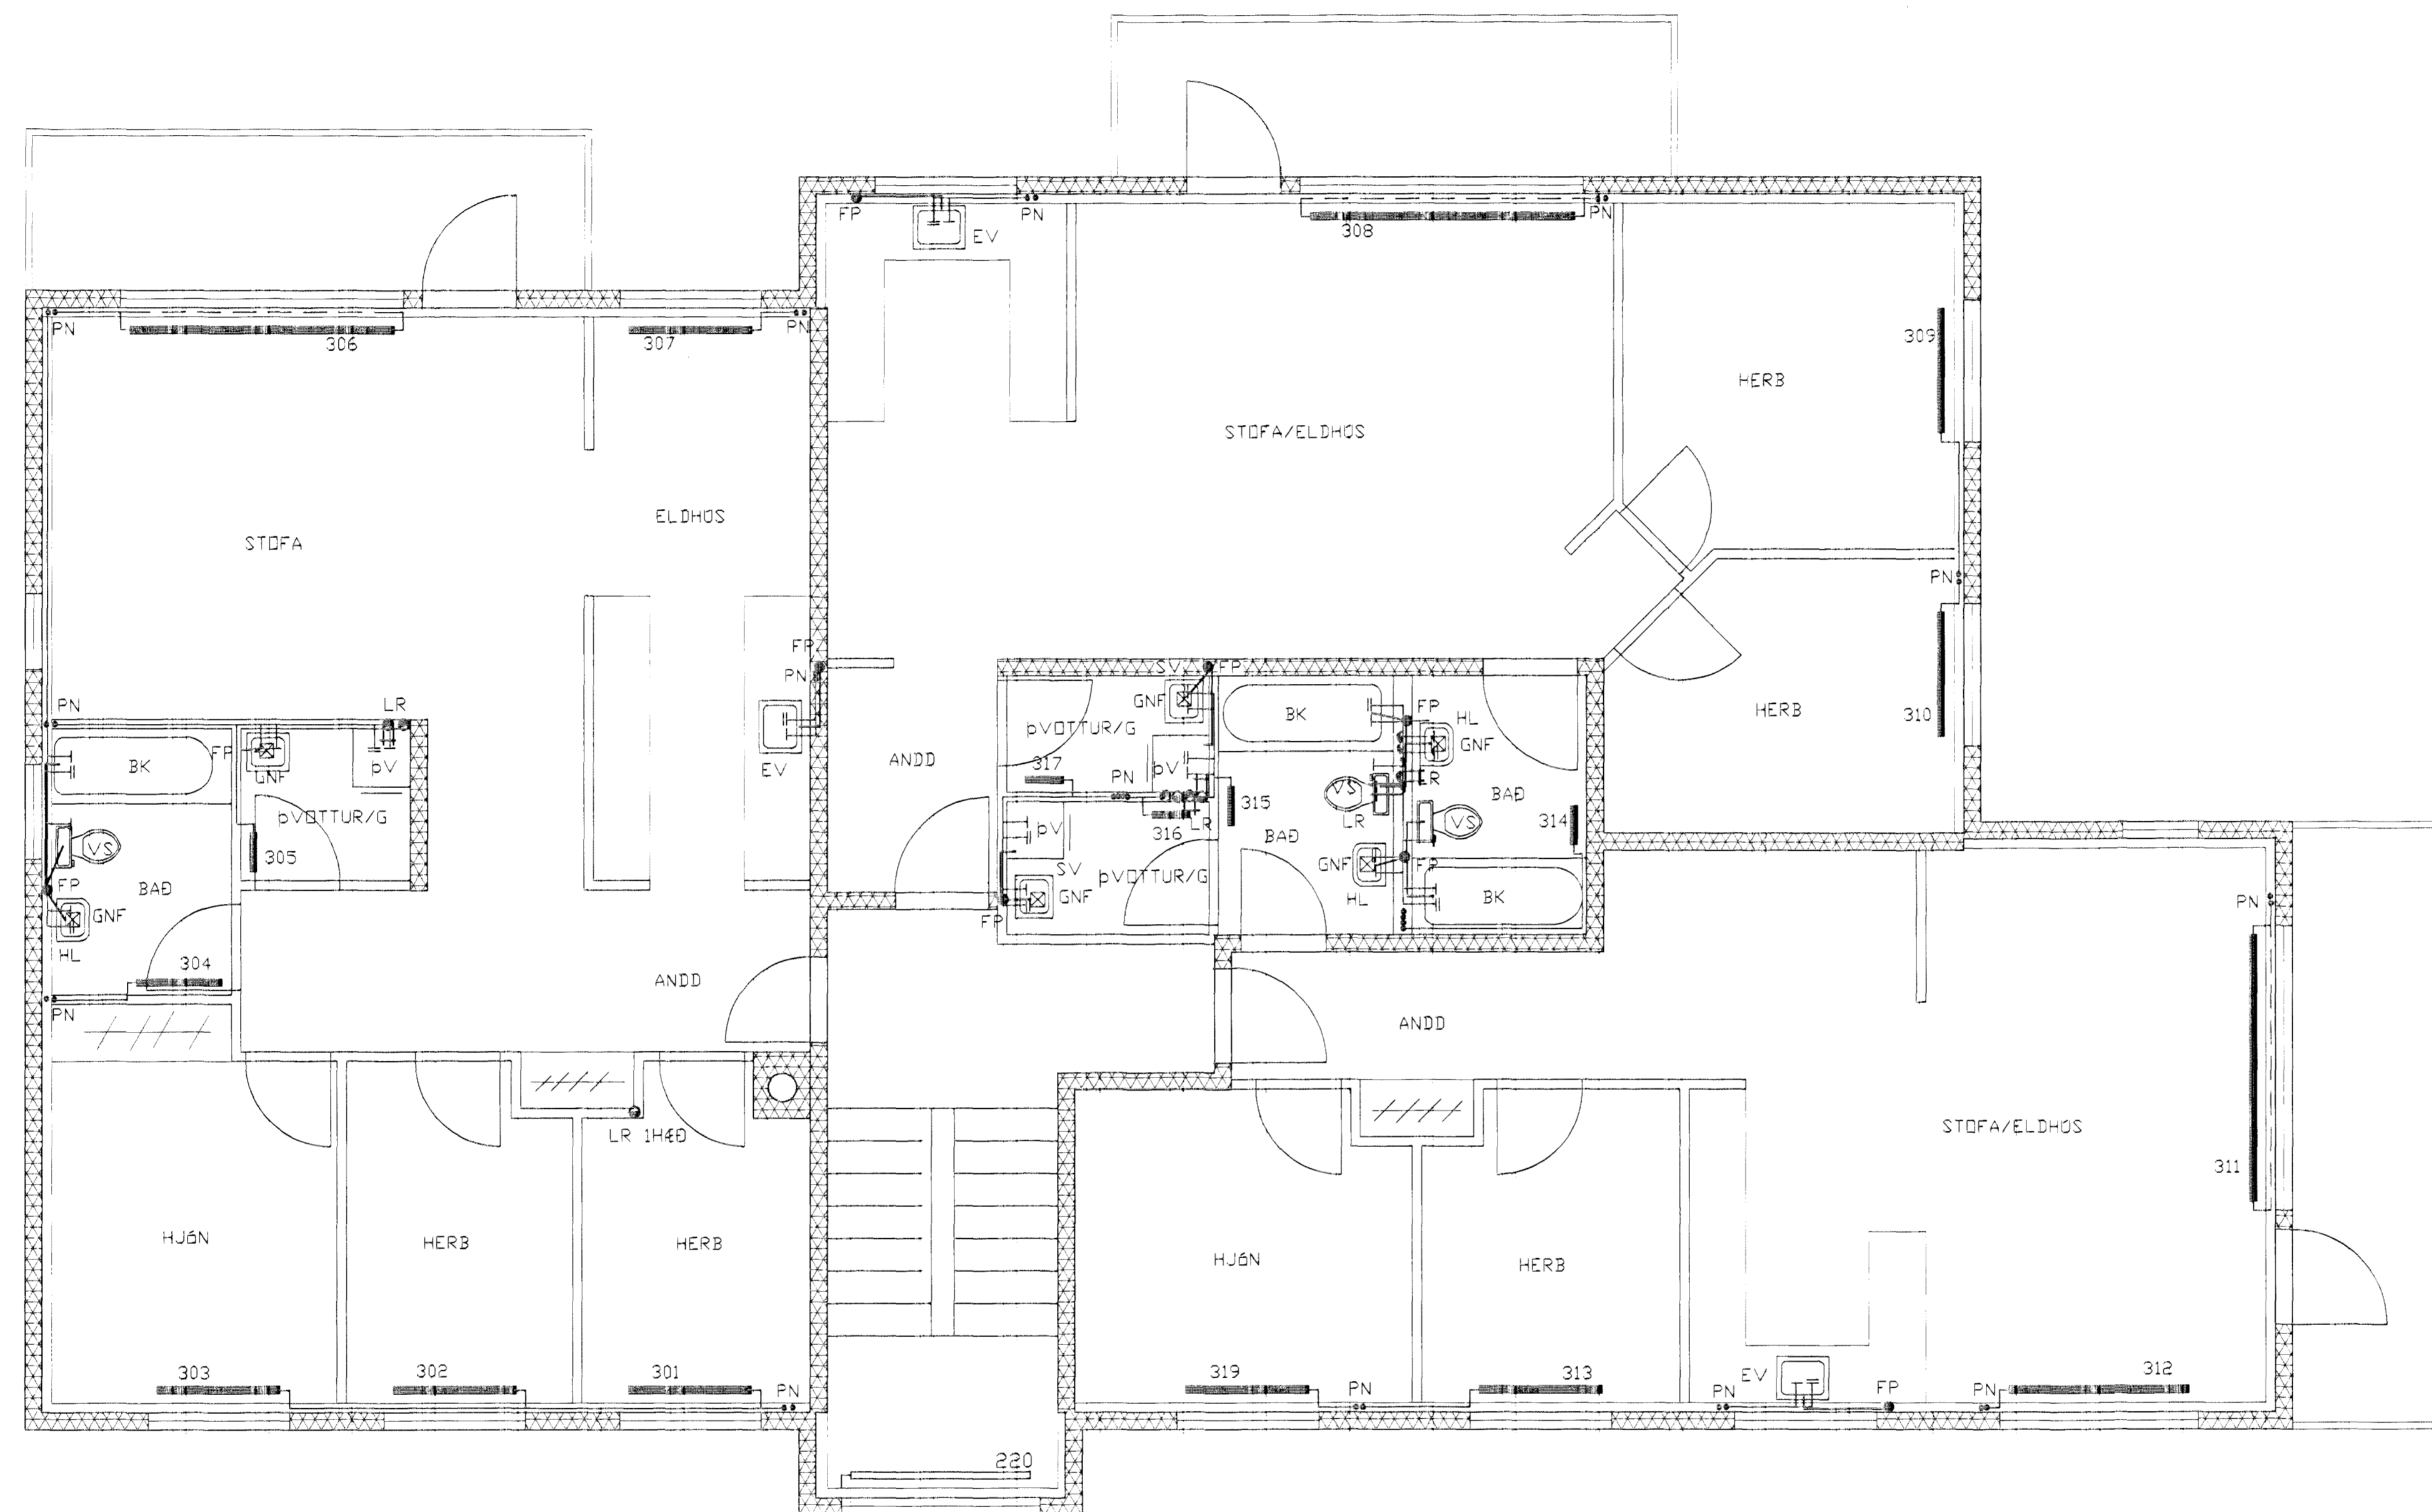 FP
PN
EV
308
PN
PN
306
307
PN
309
HERB
STOFA/ELDHÚS
ELDHÚS
STOFA
PN
FP
PN
EV
PN
LR
BK
FP
GNF
ÞV
ÞVOTTUR/G
305
VS
FP
BAÐ
GNF
HL
304
PN
ANDD
ANDD
SV
FP
GNF
ÞVOTTUR/G
317
PN
ÞV
316
LR
ÞV
SV
ÞVOTTUR/G
GNF
FP
315
BK
FP
HL
GNF
LR
VS
LR
BAÐ
BAÐ
VS
314
GNF
FP
HL
BK
HERB
310
PN
ANDD
STOFA/ELDHÚS
311
LR 1HÆÐ
HJÓN
HERB
HERB
HJÓN
HERB
303
302
301
PN
319
PN
313
PN
EV
FP
PN
312
220